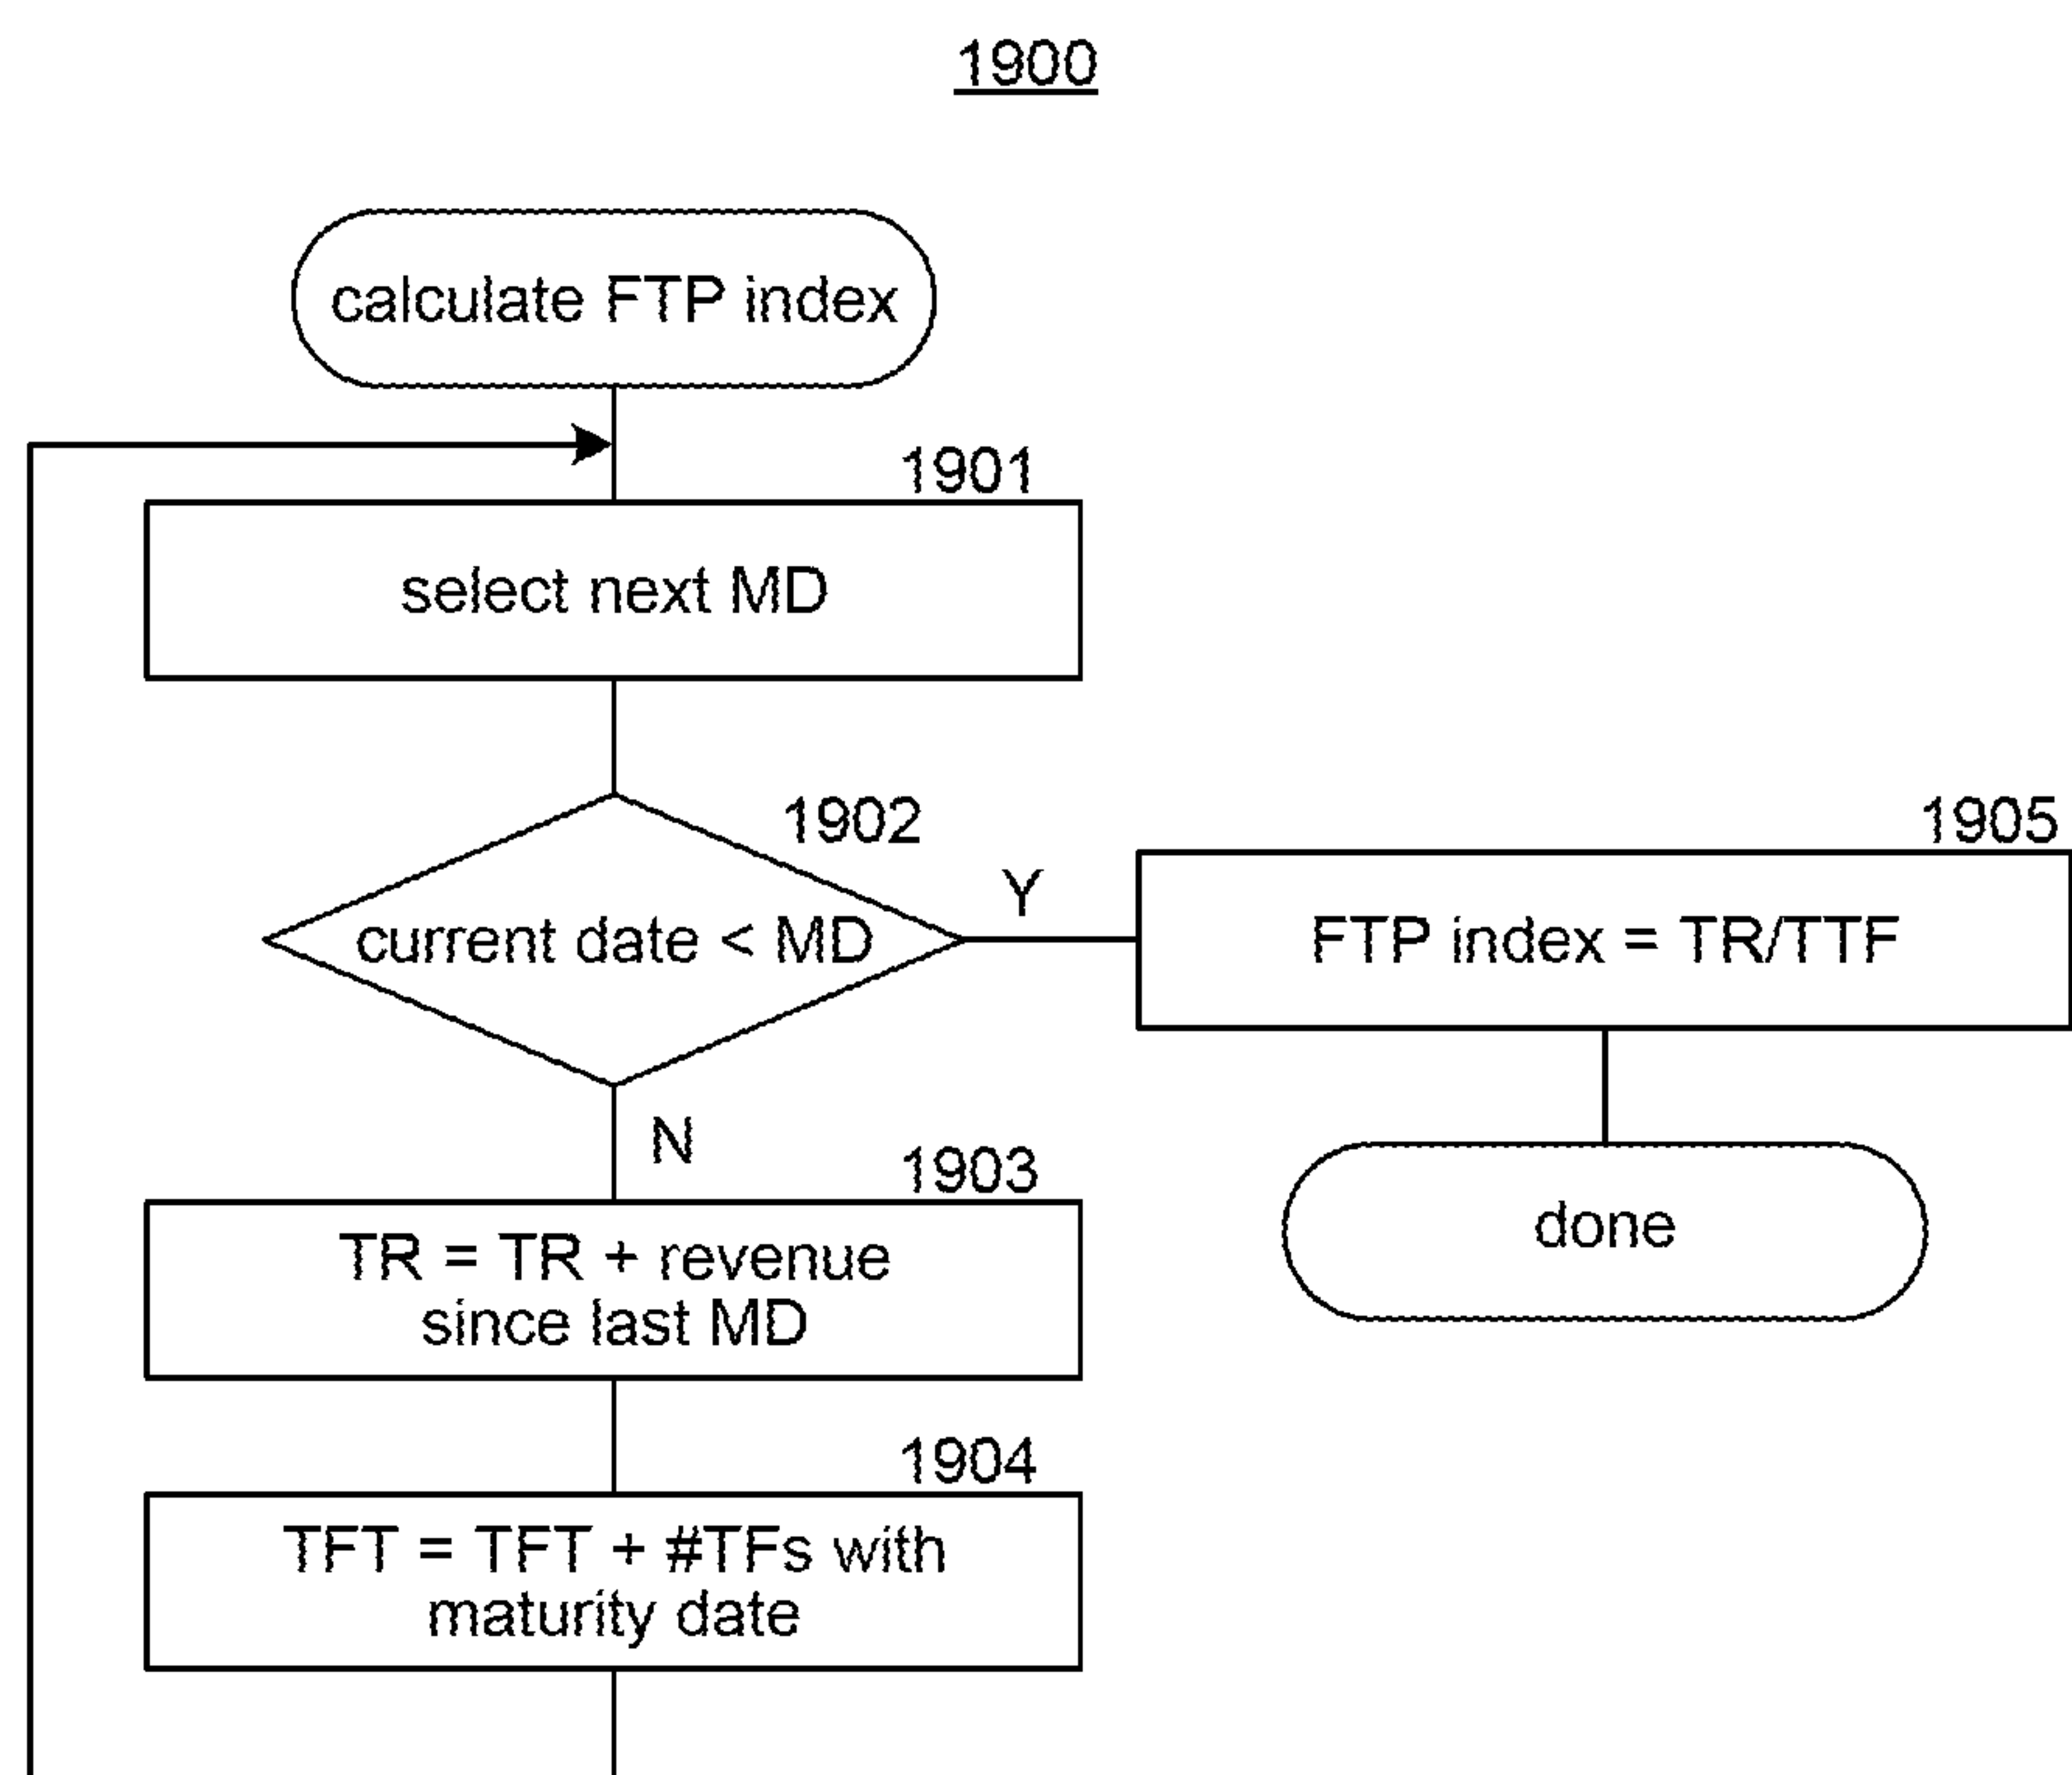 1900
calculate FTP index
1901
select next MD
1902
current date < MD
Y
1905
FTP index = TR/TTF
N
done
1903
TR = TR + revenue
since last MD
1904
TFT = TFT + #TFs with
maturity date